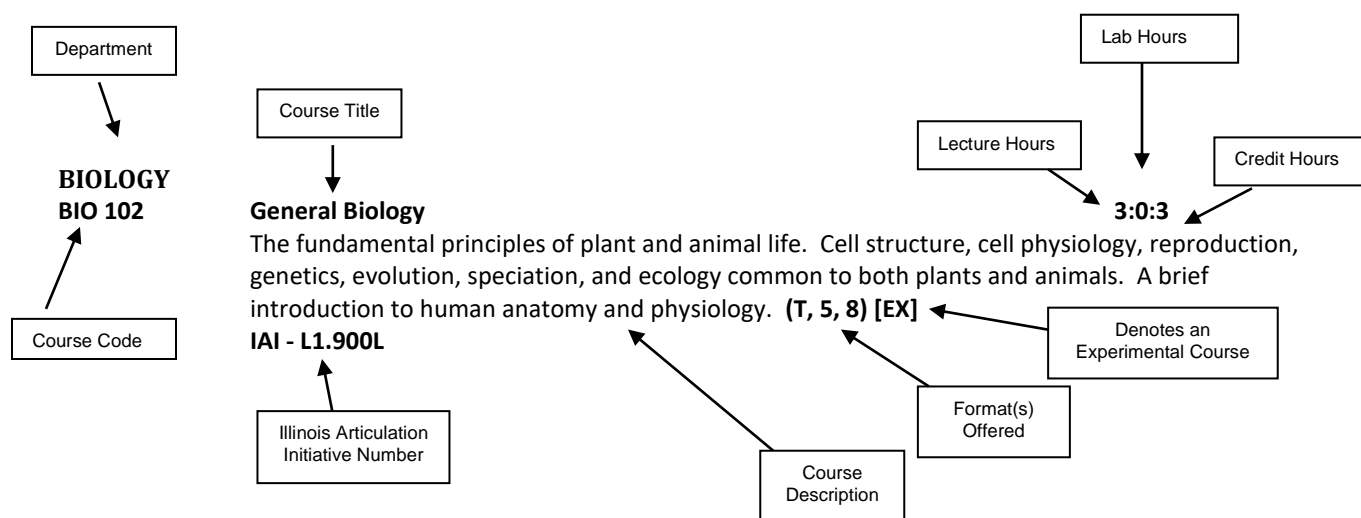 Department
Lab Hours
Course Title
Lecture Hours
Credit Hours
BIOLOGY
BIO 102
General Biology
3:0:3
The fundamental principles of plant and animal life. Cell structure, cell physiology, reproduction,
genetics, evolution, speciation, and ecology common to both plants and animals. A brief
introduction to human anatomy and physiology. (T, 5, 8) [EX]
IAI - L1.900L
Course Code
Denotes an
Experimental Course
Illinois Articulation
Initiative Number
Format(s)
Offered
Course
Description